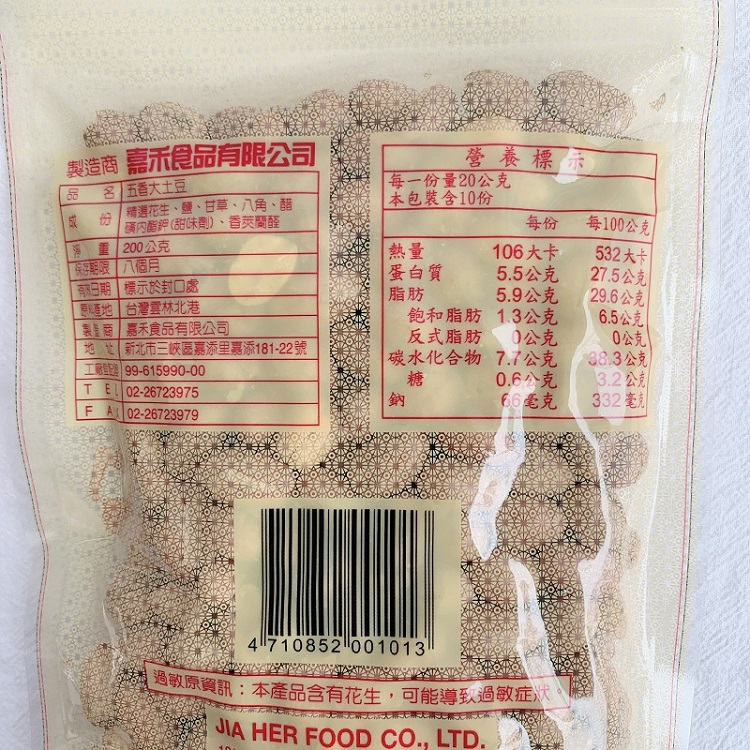 製造商 嘉禾食品有限公司
品名 五香大土豆
成份 精選花生、鹽、甘草、八角、醋
磺內酯鉀(甜味劑)、香莢蘭醛
淨重 200公克
保存期限 八個月
有效日期 標示於封口處
原料產地 台灣雲林北港
製造商 嘉禾食品有限公司
地址 新北市三峽區嘉添里嘉添181-22號
工廠登記證 99-615990-00
TEL 02-26723975
FAX 02-26723979
營養標示
每一份量20公克
本包裝含10份
每份 每100公克
熱量 106大卡 532大卡
蛋白質 5.5公克 27.5公克
脂肪 5.9公克 29.6公克
飽和脂肪 1.3公克 6.5公克
反式脂肪 0公克 0公克
碳水化合物 7.7公克 38.3公克
糖 0.6公克 3.2公克
鈉 66毫克 332毫克
4 710852 001013
過敏原資訊：本產品含有花生，可能導致過敏症狀。
JIA HER FOOD CO., LTD.